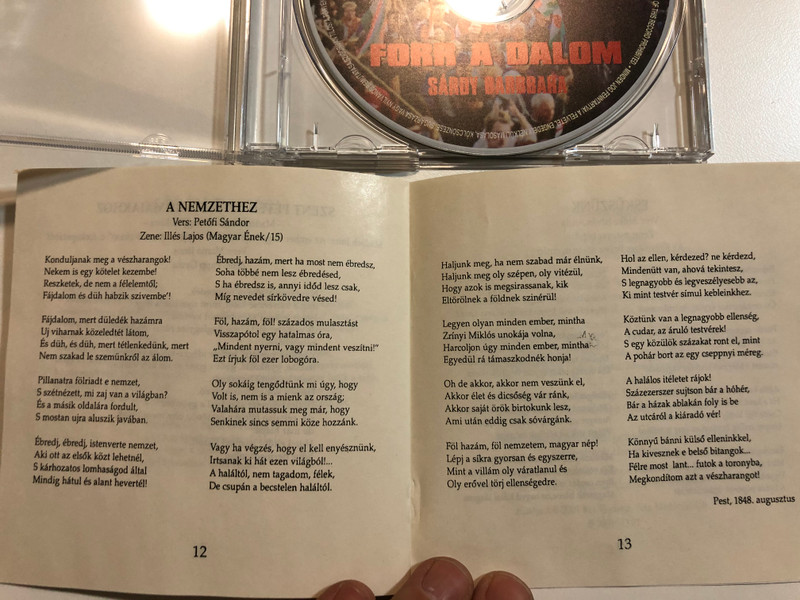 FORR A DALOM
SÁRDY BARBARA
A NEMZETHEZ
Vers: Petőfi Sándor
Zene: Illés Lajos (Magyar Ének/15)
Konduljanak meg a vészharangok!
Nekem is egy kötelet kezembe!
Reszketek, de nem a félelemtől;
Fájdalom és düh habzik szivembe'!
Fájdalom, mert düledék hazámra
Uj viharnak közeledtét látom,
És düh, és düh, mert tétlenkedünk, mert
Nem szakad le szemünkről az álom.
Pillanatra fölriadt e nemzet,
S szétnézett, mi zaj van a világban?
És a másik oldalára fordult,
S mostan ujra aluszik javában.
Ébredj, ébredj, istenverte nemzet,
Aki ott az elsők közt lehetnél,
S kárhozatos lomhaságod által
Mindig hátul és alant hevertél!
Ébredj, hazám, mert ha most nem ébredsz,
Soha többé nem lesz ébredésed,
S ha ébredsz is, annyi időd lesz csak,
Míg nevedet sírkövedre vésed!
Föl, hazám, föl! százados mulasztást
Visszapótol egy hatalmas óra,
„Mindent nyerni, vagy mindent veszítni!"
Ezt írjuk föl ezer lobogóra.
Oly sokáig tengődtünk mi úgy, hogy
Volt is, nem is a mienk az ország;
Valahára mutassuk meg már, hogy
Senkinek sincs semmi köze hozzánk.
Vagy ha végzés, hogy el kell enyésznünk,
Irtsanak ki hát ezen világból!...
A haláltól, nem tagadom, félek,
De csupán a becstelen haláltól.
12
Haljunk meg, ha nem szabad már élnünk,
Haljunk meg oly szépen, oly vitézül,
Hogy azok is megsirassanak, kik
Eltörölnek a földnek szinérül!
Legyen olyan minden ember, mintha
Zrínyi Miklós unokája volna,
Harcoljon úgy minden ember, mintha
Egyedül rá támaszkodnék honja!
Oh de akkor, akkor nem veszünk el,
Akkor élet és dicsőség vár ránk,
Akkor saját örök birtokunk lesz,
Ami után eddig csak sóvárgánk.
Föl hazám, föl nemzetem, magyar nép!
Lépj a síkra gyorsan és egyszerre,
Mint a villám oly váratlanul és
Oly erővel törj ellenségedre.
Hol az ellen, kérdezed? ne kérdezd,
Mindenütt van, ahová tekintesz,
S legnagyobb és legveszélyesebb az,
Ki mint testvér símul kebleinkhez.
Köztünk van a legnagyobb ellenség,
A cudar, az áruló testvérek!
S egy közülök százakat ront el, mint
A pohár bort az egy cseppnyi méreg.
A halálos itéletet rájok!
Százezerszer sujtson bár a hóhér,
Bár a házak ablakán foly is be
Az utcáról a kiáradó vér!
Könnyű bánni külső elleninkkel,
Ha kivesznek e belső bitangok...
Félre most lant... futok a toronyba,
Megkondítom azt a vészharangot!
Pest, 1848. augusztus
13